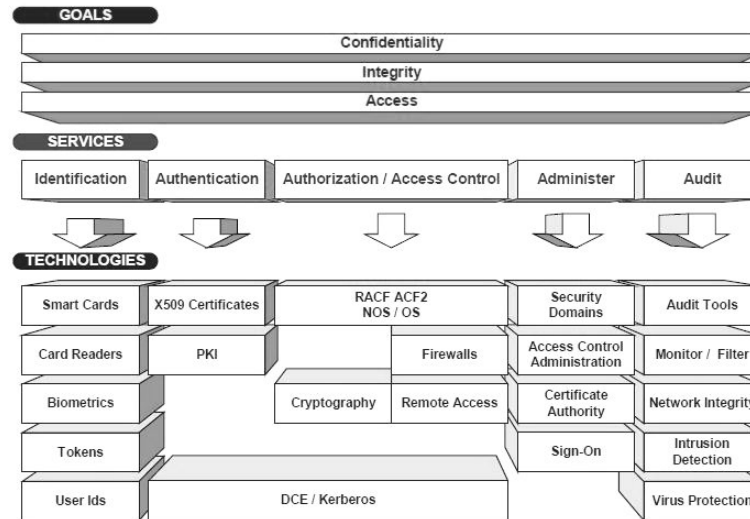 GOALS
Confidentiality
Integrity
Access
SERVICES
Identification
Authentication
Authorization / Access Control
Administer
Audit
TECHNOLOGIES
Smart Cards
X509 Certificates
RACF ACF2
NOS / OS
Security
Domains
Audit Tools
Card Readers
PKI
Firewalls
Access Control
Administration
Monitor / Filter
Biometrics
Cryptography
Remote Access
Certificate
Authority
Network Integrity
Tokens
Sign-On
Intrusion
Detection
User Ids
DCE / Kerberos
Virus Protection